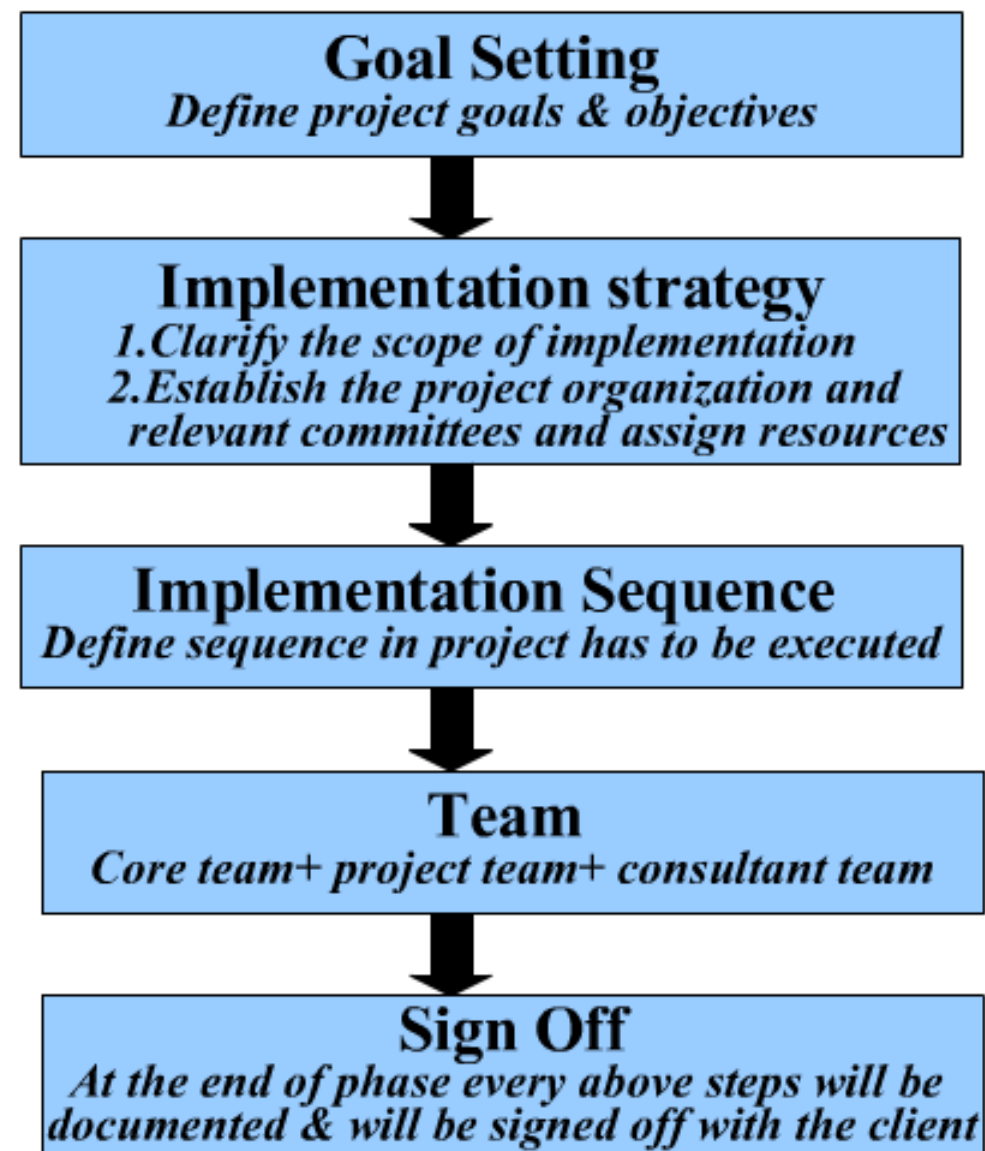 Goal Setting
Define project goals & objectives
Implementation strategy
1.Clarify the scope of implementation
2.Establish the project organization and
relevant committees and assign resources
Implementation Sequence
Define sequence in project has to be executed
Team
Core team+ project team+ consultant team
Sign Off
At the end of phase every above steps will be
documented & will be signed off with the client